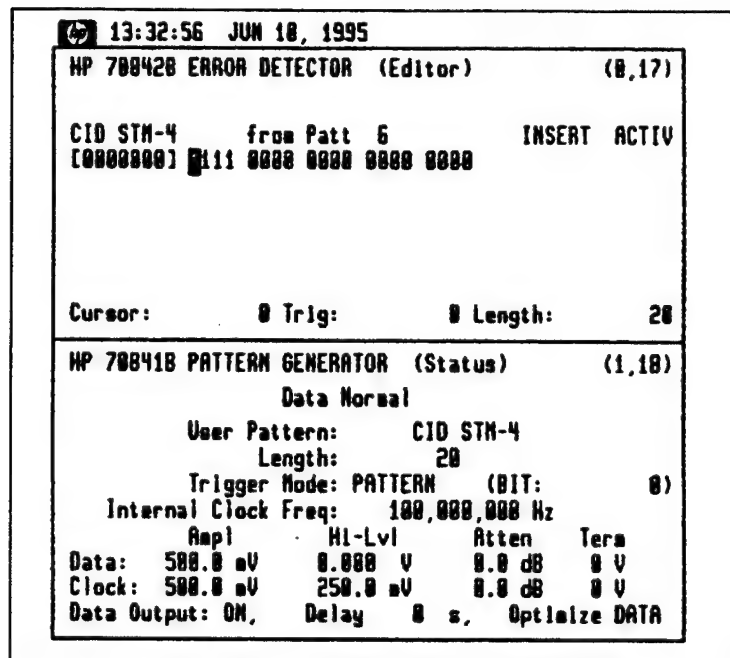 hp 13:32:56 JUN 18, 1995
HP 70842B ERROR DETECTOR (Editor) (0,17)
CID STM-4 from Patt 6 INSERT ACTIV
[0000000] 0111 0000 0000 0000 0000
Cursor: 0 Trig: 0 Length: 20
HP 70841B PATTERN GENERATOR (Status) (1,18)
Data Normal
User Pattern: CID STM-4
Length: 20
Trigger Mode: PATTERN (BIT: 0)
Internal Clock Freq: 100,000,000 Hz
Ampl Hi-Lvl Atten Term
Data: 500.0 mV 0.000 V 0.0 dB 0 V
Clock: 500.0 mV 250.0 mV 0.0 dB 0 V
Data Output: ON, Delay 0 s, Optimize DATA